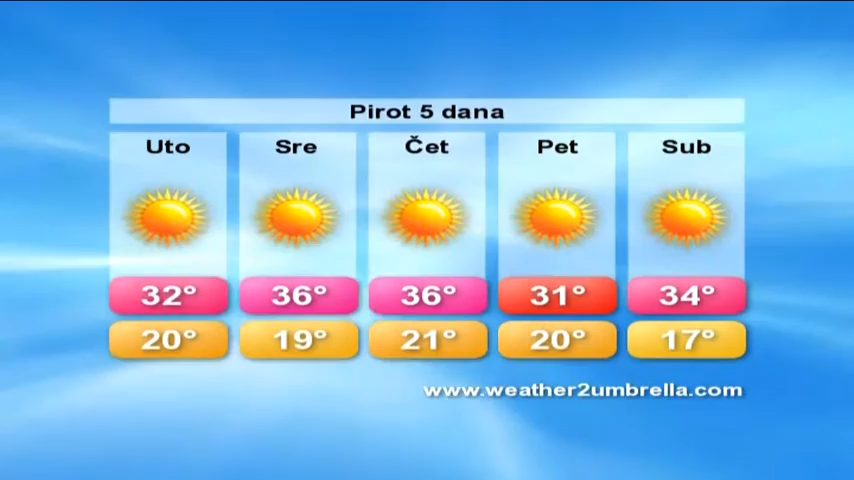 Pirot 5 dana
Uto Sre Čet Pet Sub
32° 36° 36° 31° 34°
20° 19° 21° 20° 17°
www.weather2umbrella.com